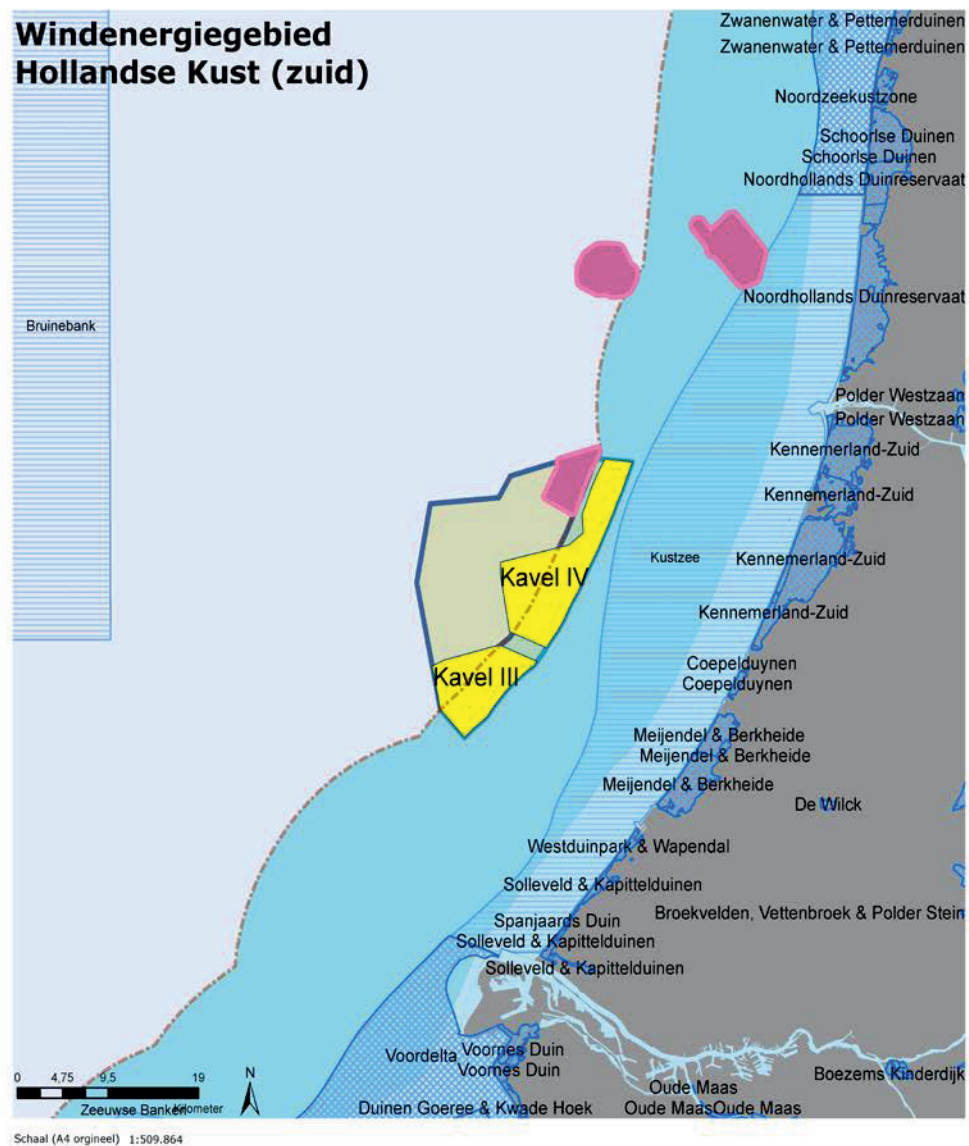 Windenergiegebied
Hollandse Kust (zuid)
Zwanenwater & Pettemerduinen
Zwanenwater & Pettemerduinen
Noordzeekustzone
Schoorlse Duinen
Schoorlse Duinen
Noordhollands Duinreservaat
Noordhollands Duinreservaat
Bruinebank
Polder Westzaan
Polder Westzaan
Kennemerland-Zuid
Kennemerland-Zuid
Kustzee
Kennemerland-Zuid
Kavel IV
Kennemerland-Zuid
Coepelduynen
Kavel III
Coepelduynen
Meijendel & Berkheide
Meijendel & Berkheide
Meijendel & Berkheide
De Wilck
Westduinpark & Wapendal
Solleveld & Kapittelduinen
Spanjaards Duin
Broekvelden, Vettenbroek & Polder Stein
Solleveld & Kapittelduinen
Solleveld & Kapittelduinen
Voordelta
Voornes Duin
Voornes Duin
Boezems Kinderdijk
Oude Maas
Oude Maas Oude Maas
Duinen Goeree & Kwade Hoek
0 4,75 9,5 19
N
Kilometer
Zeeuwse Banken
Schaal (A4 orgineel) 1:509.864